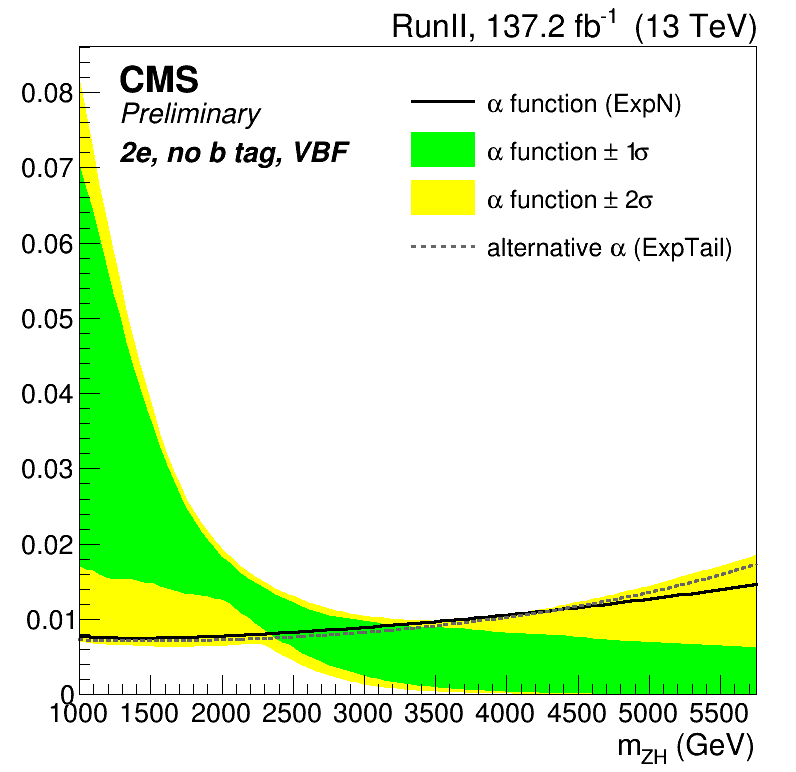 RunII, 137.2 fb⁻¹ (13 TeV)
CMS
Preliminary
2e, no b tag, VBF
α function (ExpN)
α function ± 1σ
α function ± 2σ
alternative α (ExpTail)
0.08
0.07
0.06
0.05
0.04
0.03
0.02
0.01
0
1000 1500 2000 2500 3000 3500 4000 4500 5000 5500
m_ZH (GeV)